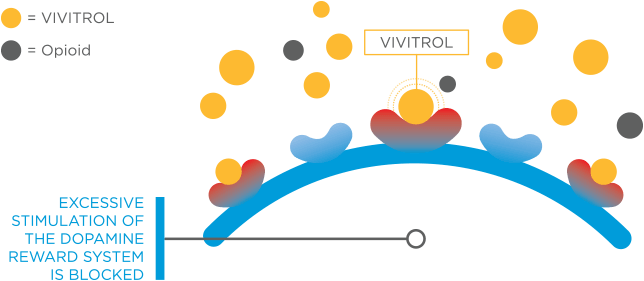 = VIVITROL
= Opioid
VIVITROL
EXCESSIVE
STIMULATION OF
THE DOPAMINE
REWARD SYSTEM
IS BLOCKED